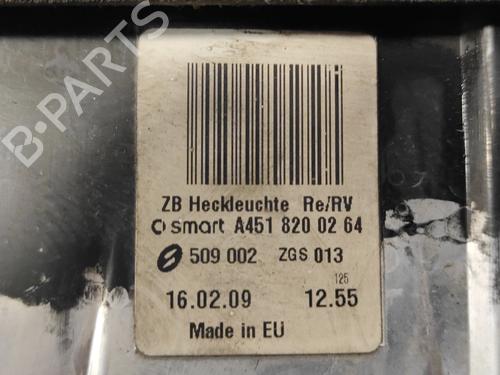 ZB Heckleuchte Re/RV
smart A451 820 02 64
509 002 ZGS 013
125
16.02.09 12.55
Made in EU
B-PARTS
B-PARTS